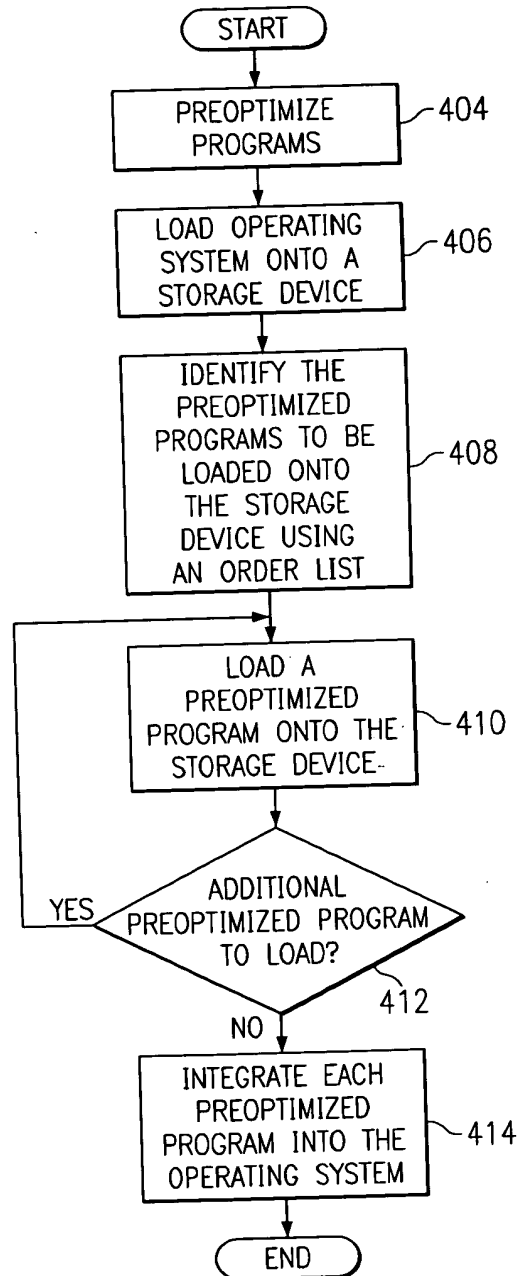 START
PREOPTIMIZE
PROGRAMS
404
LOAD OPERATING
SYSTEM ONTO A
STORAGE DEVICE
406
IDENTIFY THE
PREOPTIMIZED
PROGRAMS TO BE
LOADED ONTO
THE STORAGE
DEVICE USING
AN ORDER LIST
408
LOAD A
PREOPTIMIZED
PROGRAM ONTO THE
STORAGE DEVICE
410
ADDITIONAL
PREOPTIMIZED PROGRAM
TO LOAD?
YES
412
NO
INTEGRATE EACH
PREOPTIMIZED
PROGRAM INTO THE
OPERATING SYSTEM
414
END